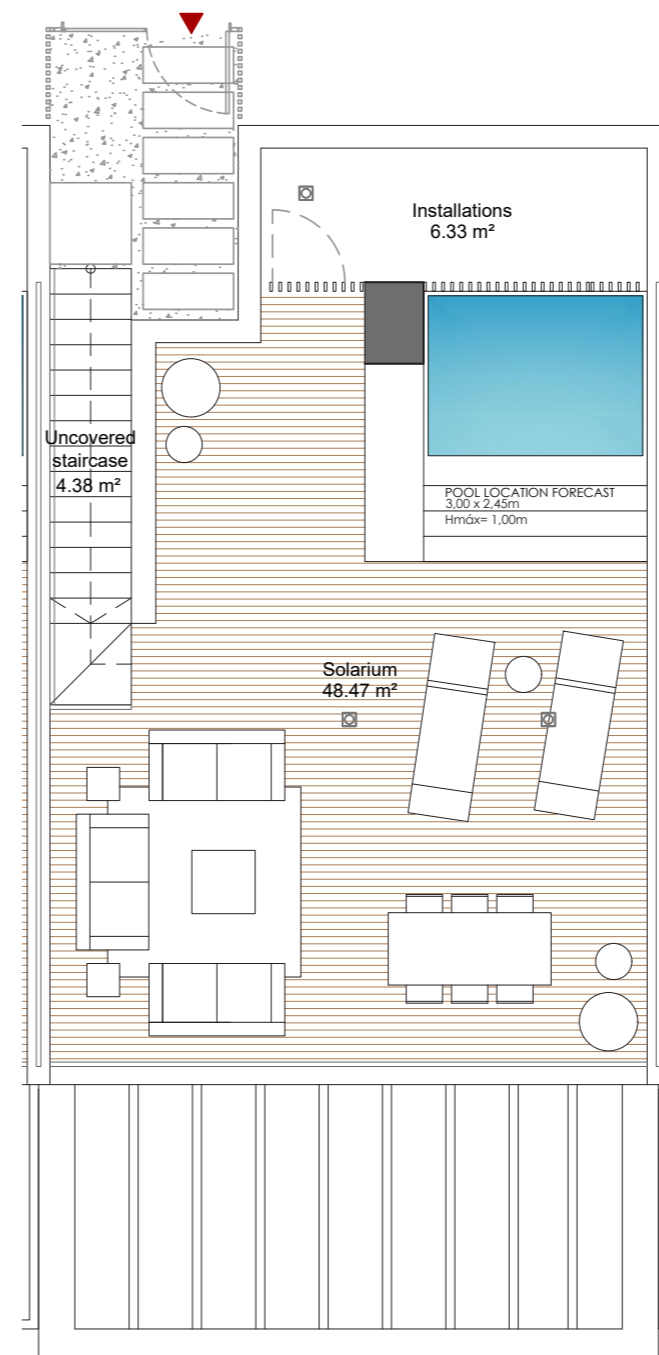 Installations
6.33 m²
Uncovered
staircase
4.38 m²
POOL LOCATION FORECAST
3,00 x 2,45m
Hmáx= 1,00m
Solarium
48.47 m²